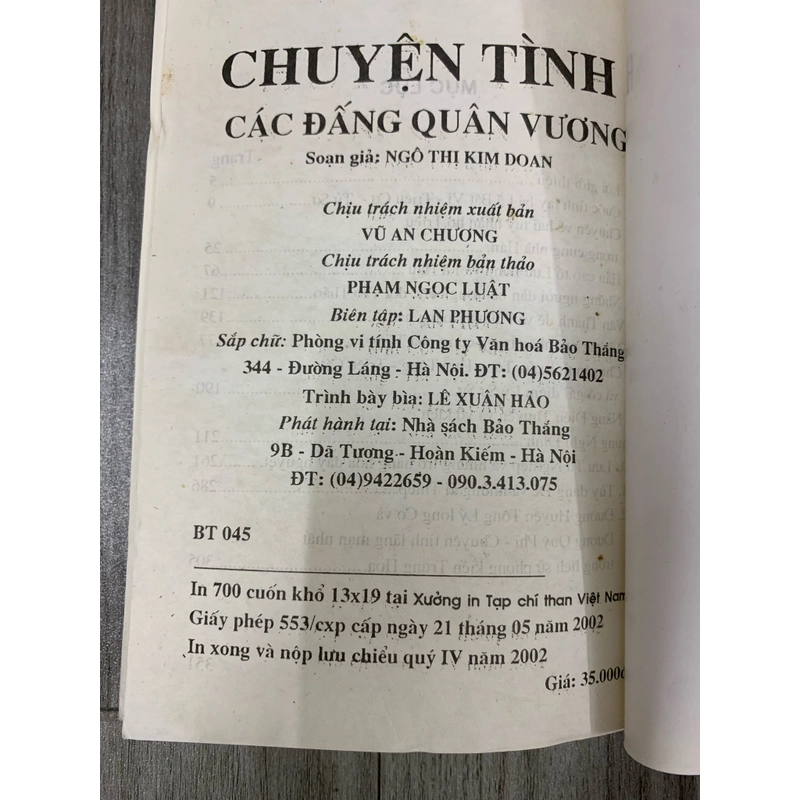 CHUYỆN TÌNH
CÁC ĐẤNG QUÂN VƯƠNG
Soạn giả: NGÔ THỊ KIM DOAN
Chịu trách nhiệm xuất bản
VŨ AN CHƯƠNG
Chịu trách nhiệm bản thảo
PHẠM NGỌC LUẬT
Biên tập: LAN PHƯƠNG
Sắp chữ: Phòng vi tính Công ty Văn hoá Bảo Thắng
344 - Đường Láng - Hà Nội. ĐT: (04)5621402
Trình bày bìa: LÊ XUÂN HẢO
Phát hành tại: Nhà sách Bảo Thắng
9B - Dã Tượng - Hoàn Kiếm - Hà Nội
ĐT: (04)9422659 - 090.3.413.075
BT 045
In 700 cuốn khổ 13x19 tại Xưởng in Tạp chí than Việt Nam
Giấy phép 553/cxp cấp ngày 21 tháng 05 năm 2002
In xong và nộp lưu chiểu quý IV năm 2002
Giá: 35.000đ